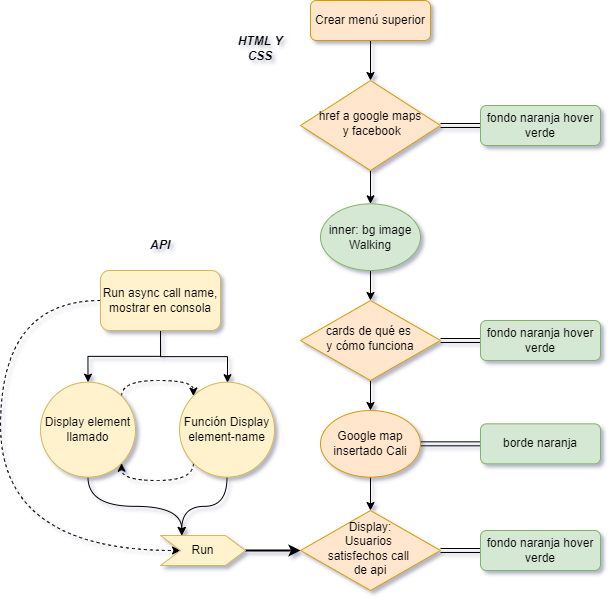 Crear menú superior
HTML Y
CSS
href a google maps
y facebook
fondo naranja hover
verde
inner: bg image
Walking
API
Run async call name,
mostrar en consola
cards de qué es
y cómo funciona
fondo naranja hover
verde
Display element
llamado
Función Display
element-name
Google map
insertado Cali
borde naranja
Run
Display:
Usuarios
satisfechos call
de api
fondo naranja hover
verde